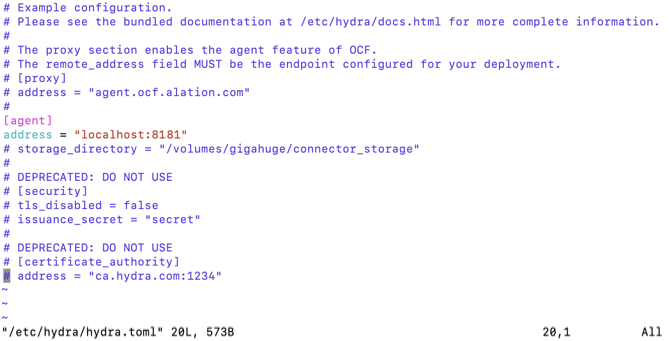 # Example configuration.
# Please see the bundled documentation at /etc/hydra/docs.html for more complete information.
#
# The proxy section enables the agent feature of OCF.
# The remote_address field MUST be the endpoint configured for your deployment.
# [proxy]
# address = "agent.ocf.alation.com"
#
[agent]
address = "localhost:8181"
# storage_directory = "/volumes/gigahuge/connector_storage"
#
# DEPRECATED: DO NOT USE
# [security]
# tls_disabled = false
# issuance_secret = "secret"
#
# DEPRECATED: DO NOT USE
# [certificate_authority]
# address = "ca.hydra.com:1234"
~
~
~
"/etc/hydra/hydra.toml" 20L, 573B 20,1 All